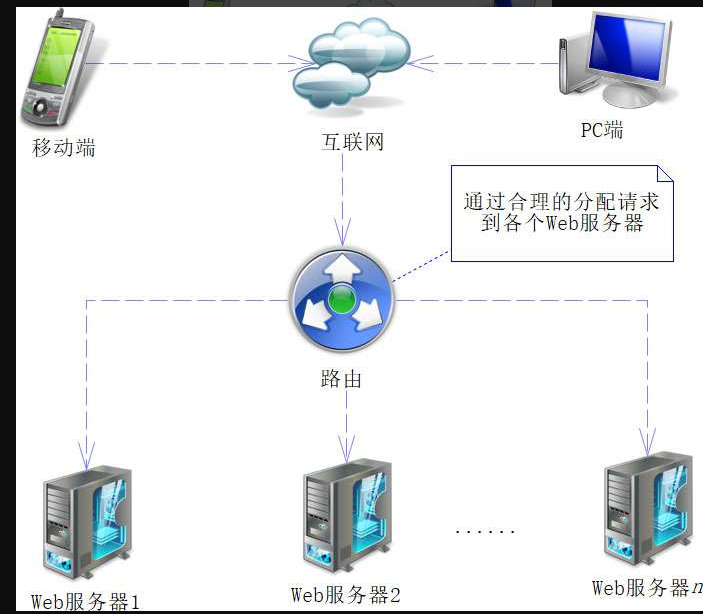 移动端
互联网
PC端
通过合理的分配请求
到各个Web服务器
路由
......
Web服务器1
Web服务器2
Web服务器n